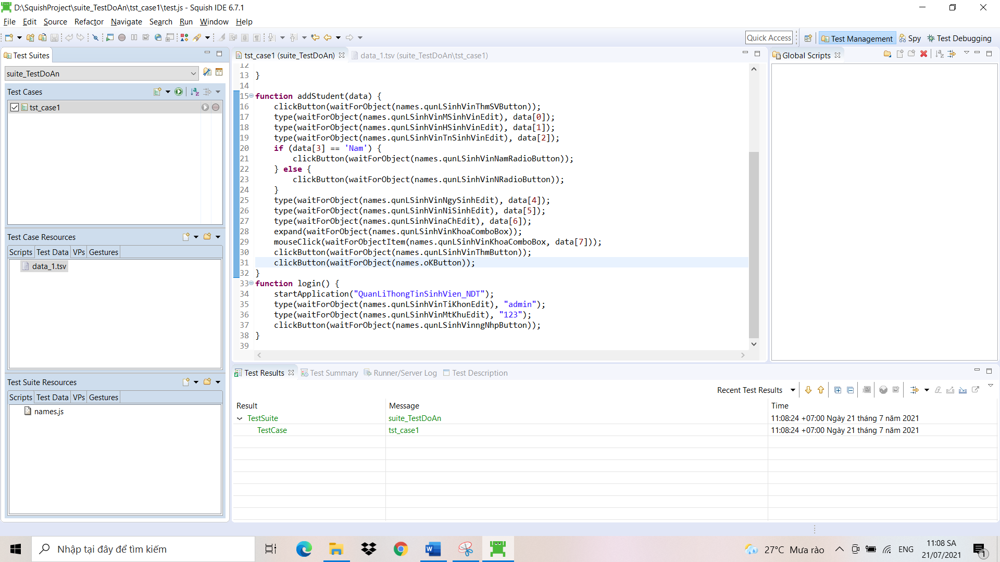 D:\SquishProject\suite_TestDoAn\tst_case1\test.js - Squish IDE 6.7.1
File Edit Source Refactor Navigate Search Run Window Help
Quick Access Test Management Spy Test Debugging
Test Suites
suite_TestDoAn
Test Cases
tst_case1
Test Case Resources
Scripts Test Data VPs Gestures
data_1.tsv
Test Suite Resources
Scripts Test Data VPs Gestures
names.js
tst_case1 (suite_TestDoAn) data_1.tsv (suite_TestDoAn\tst_case1)
12
13 }
14
15 function addStudent(data) {
16 clickButton(waitForObject(names.qunLSinhVinThmSVButton));
17 type(waitForObject(names.qunLSinhVinMSinhVinEdit), data[0]);
18 type(waitForObject(names.qunLSinhVinHSinhVinEdit), data[1]);
19 type(waitForObject(names.qunLSinhVinTnSinhVinEdit), data[2]);
20 if (data[3] == 'Nam') {
21 clickButton(waitForObject(names.qunLSinhVinNamRadioButton));
22 } else {
23 clickButton(waitForObject(names.qunLSinhVinNRadioButton));
24 }
25 type(waitForObject(names.qunLSinhVinNgySinhEdit), data[4]);
26 type(waitForObject(names.qunLSinhVinNiSinhEdit), data[5]);
27 type(waitForObject(names.qunLSinhVinaChEdit), data[6]);
28 expand(waitForObject(names.qunLSinhVinKhoaComboBox));
29 mouseClick(waitForObjectItem(names.qunLSinhVinKhoaComboBox, data[7]));
30 clickButton(waitForObject(names.qunLSinhVinThmButton));
31 clickButton(waitForObject(names.oKButton));
32 }
33 function login() {
34 startApplication("QuanLiThongTinSinhVien_NDT");
35 type(waitForObject(names.qunLSinhVinTiKhonEdit), "admin");
36 type(waitForObject(names.qunLSinhVinMtKhuEdit), "123");
37 clickButton(waitForObject(names.qunLSinhVinngNhpButton));
38 }
39
Global Scripts
Test Results Test Summary Runner/Server Log Test Description
Recent Test Results
Result Message Time
TestSuite suite_TestDoAn 11:08:24 +07:00 Ngày 21 tháng 7 năm 2021
TestCase tst_case1 11:08:24 +07:00 Ngày 21 tháng 7 năm 2021
Nhập tại đây để tìm kiếm
27°C Mưa rào
ENG
11:08 SA
21/07/2021
1